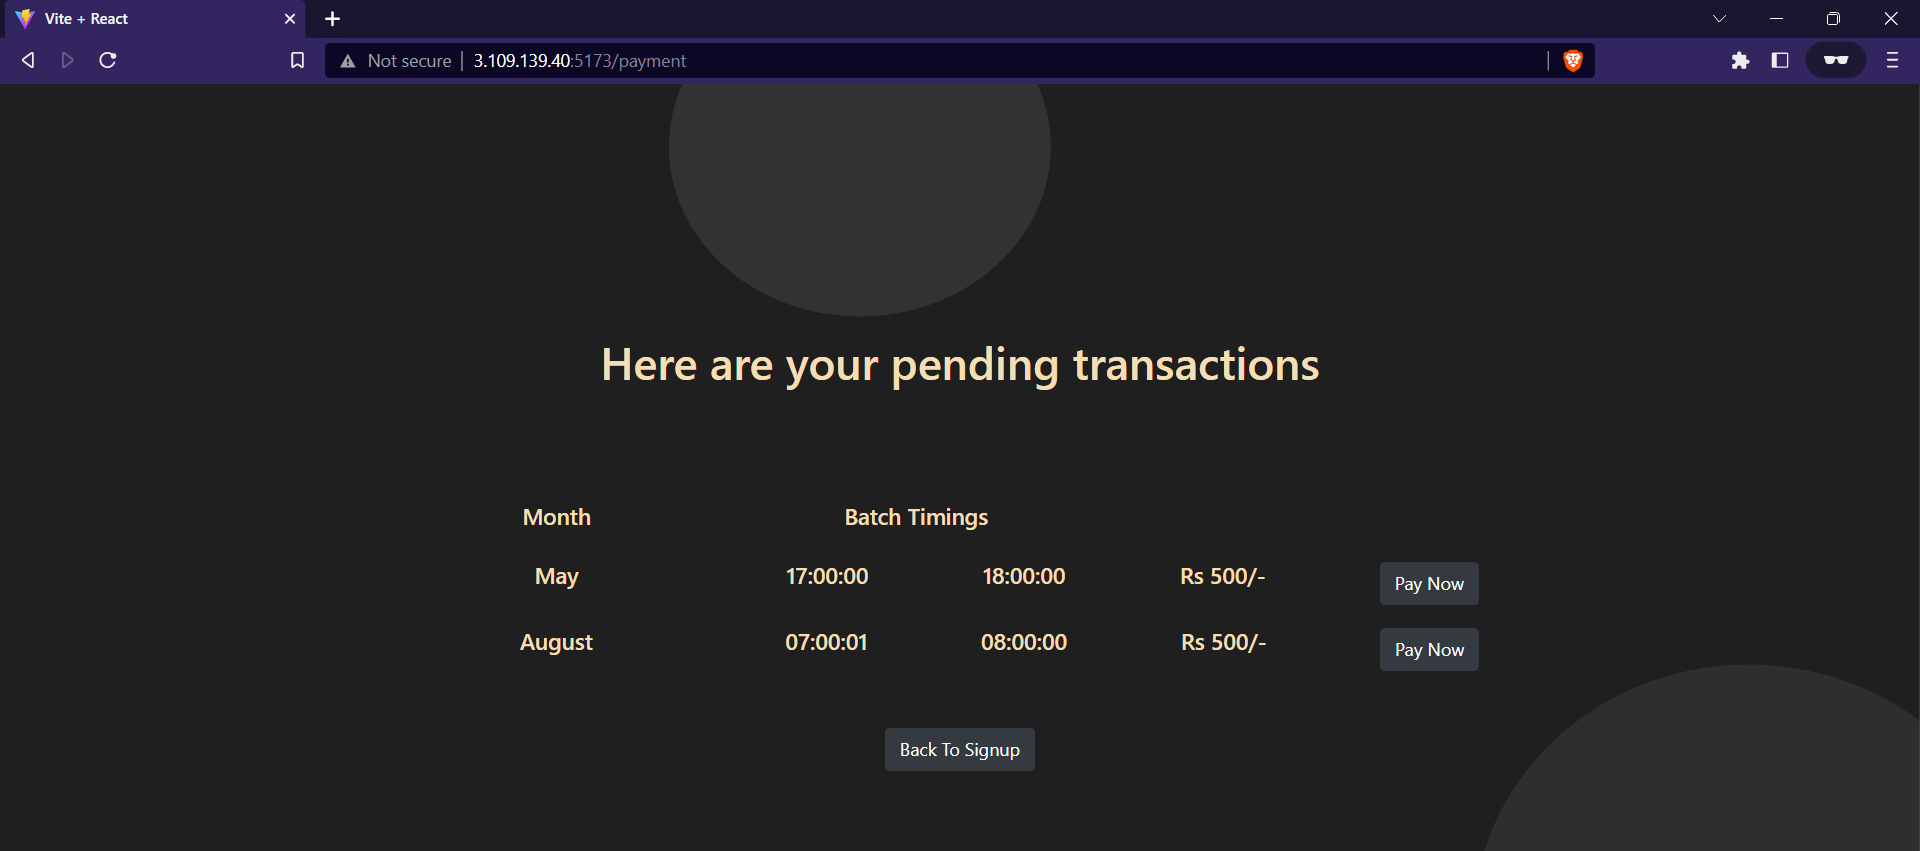 Vite + React
Not secure 3.109.139.40:5173/payment
Here are your pending transactions
Month Batch Timings
May 17:00:00 18:00:00 Rs 500/- Pay Now
August 07:00:01 08:00:00 Rs 500/- Pay Now
Back To Signup